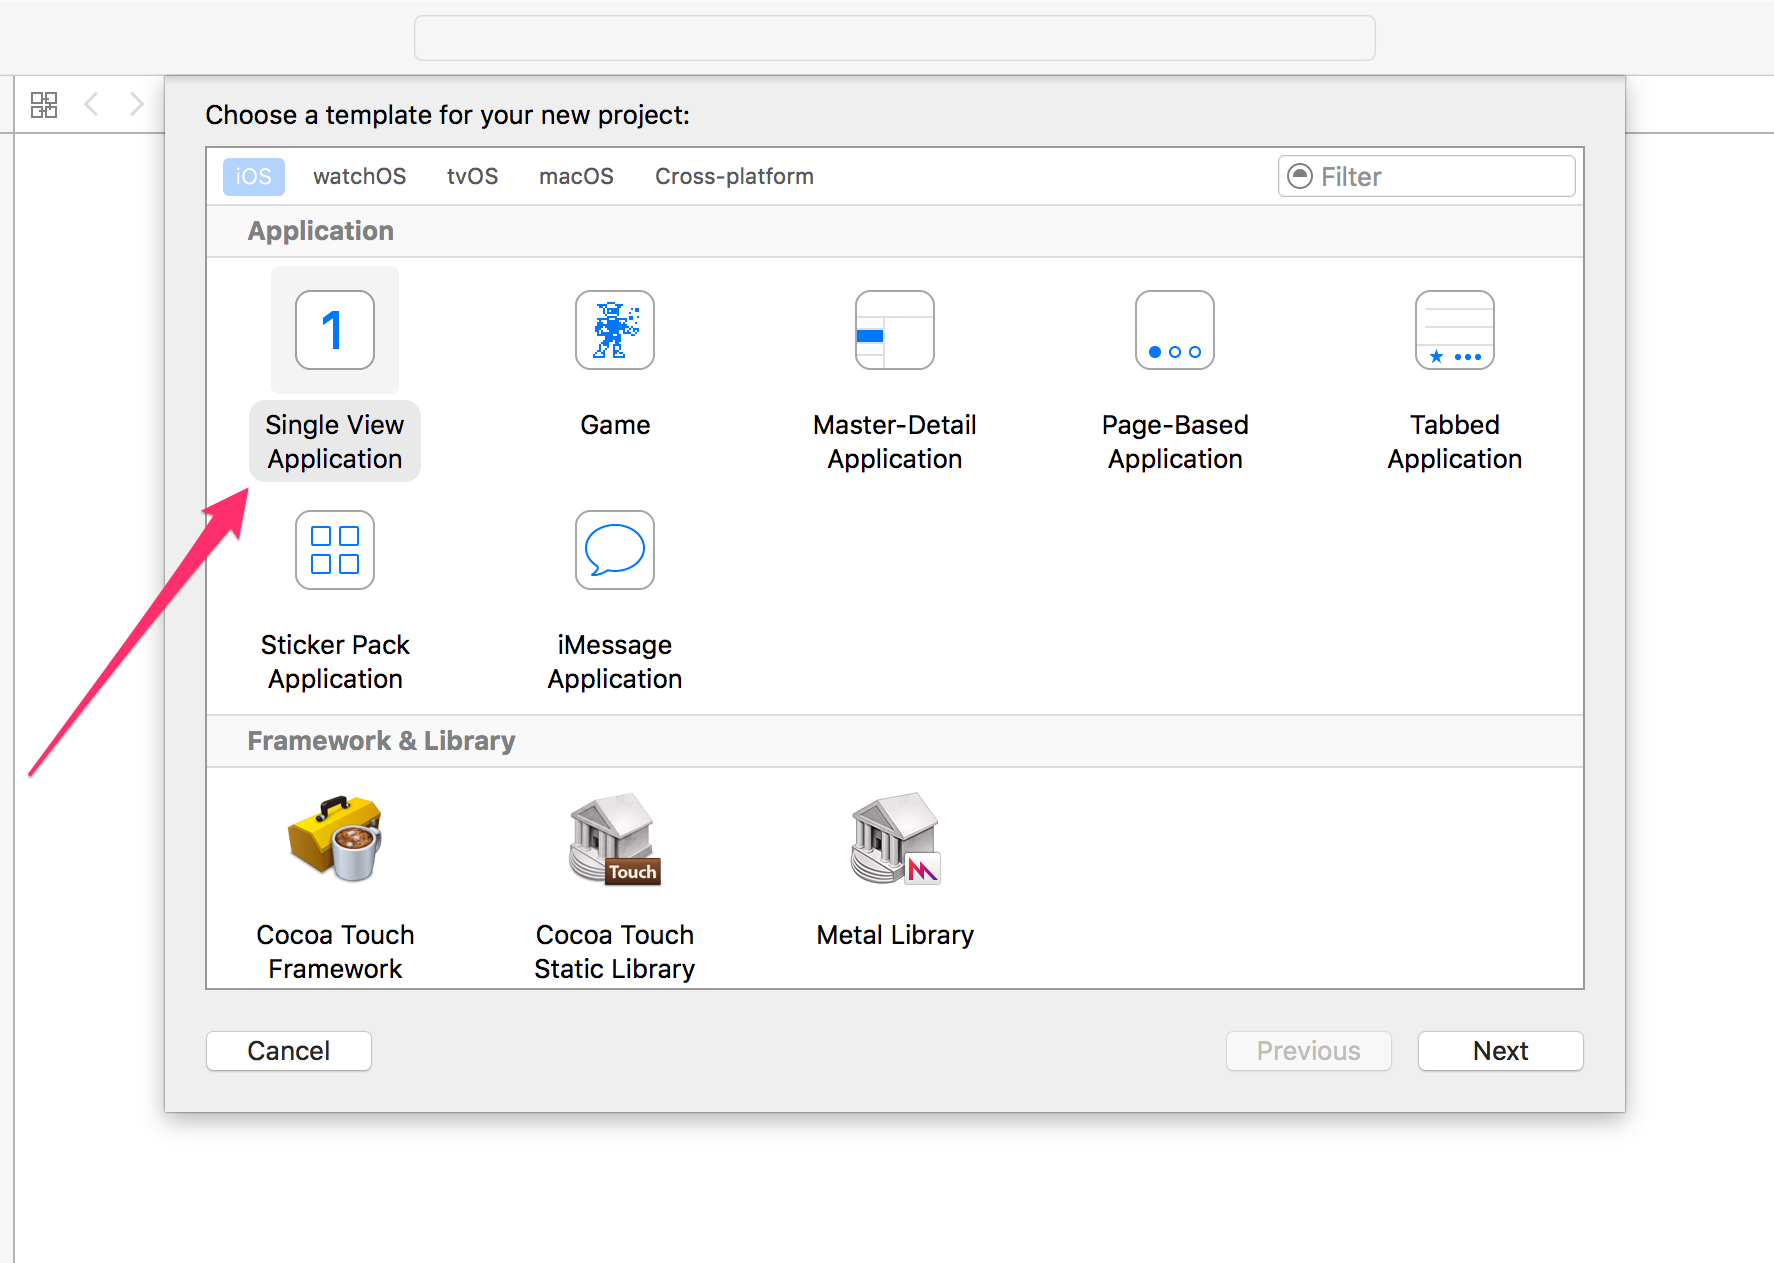 Choose a template for your new project:
iOS watchOS tvOS macOS Cross-platform Filter
Application
1
Single View Application
Game
Master-Detail Application
Page-Based Application
Tabbed Application
Sticker Pack Application
iMessage Application
Framework & Library
Touch
Cocoa Touch Framework
Cocoa Touch Static Library
Metal Library
Cancel Previous Next